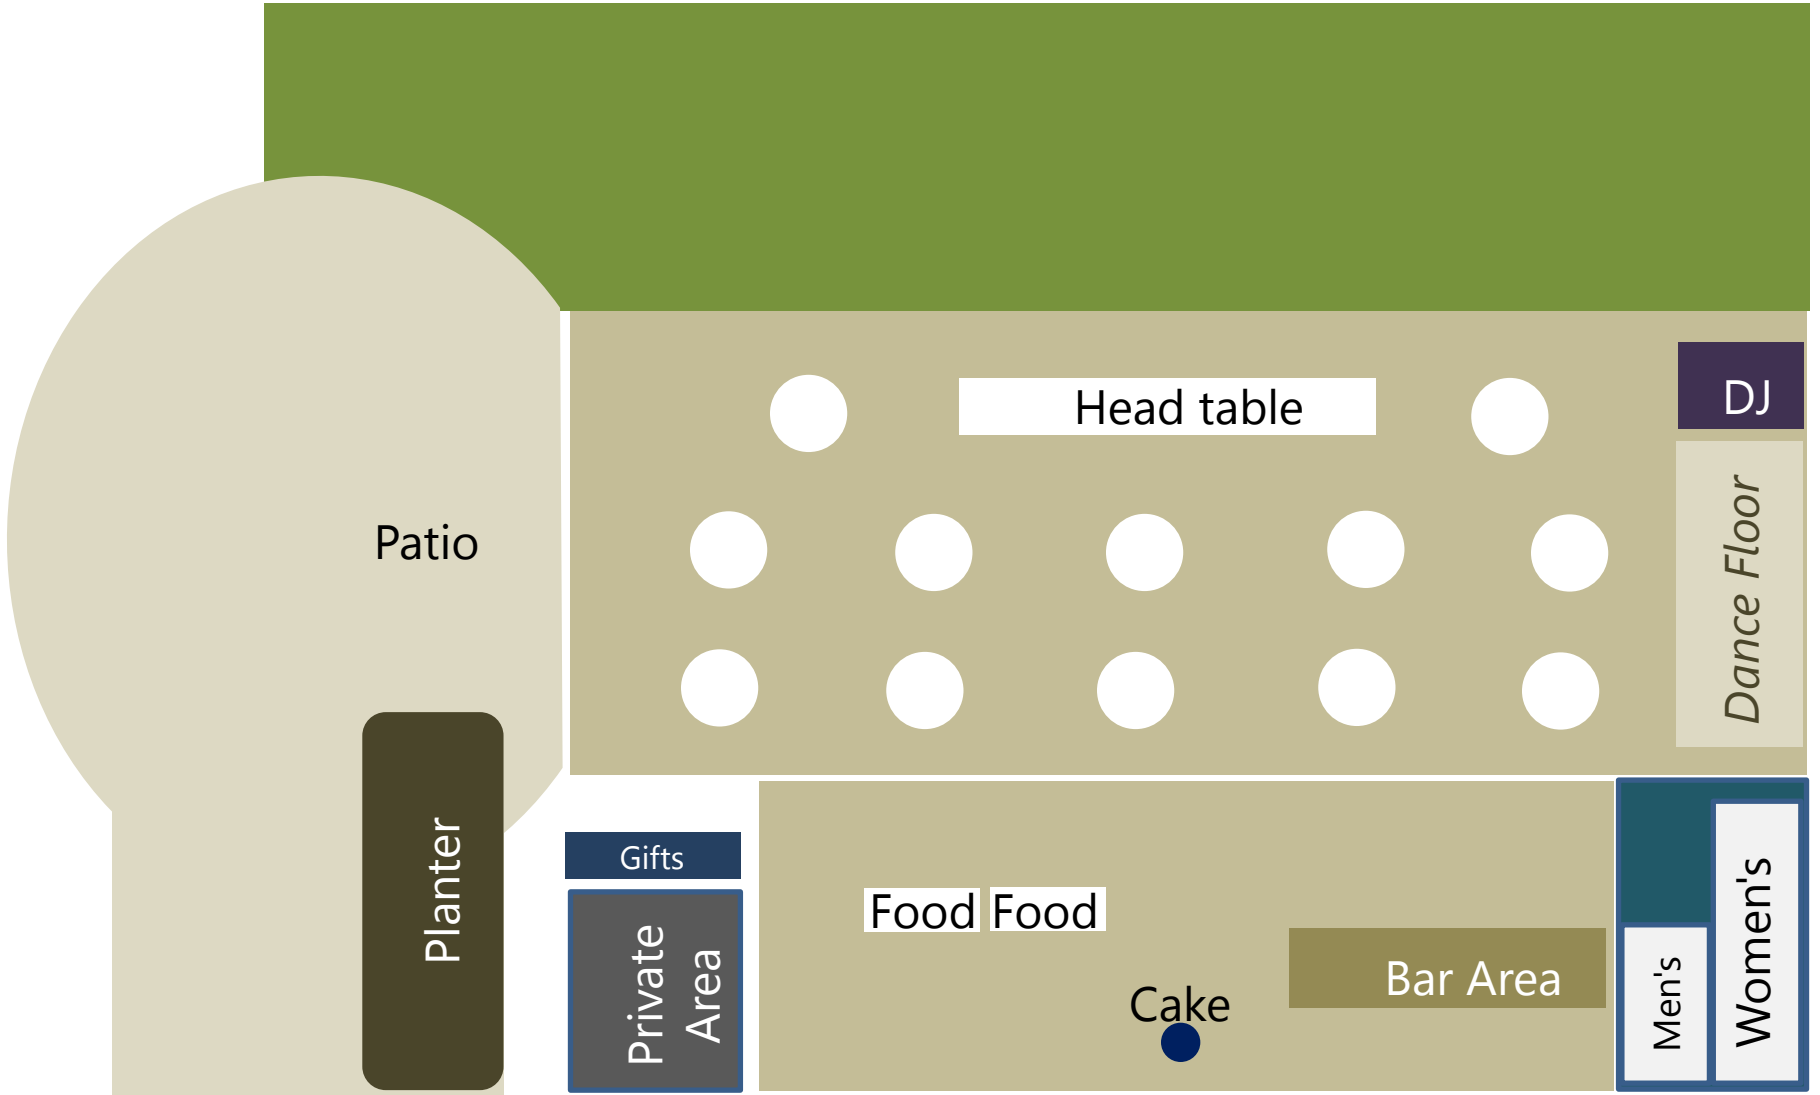 Head table
DJ
Patio
Dance Floor
Planter
Gifts
Private
Area
Food
Food
Cake
Bar Area
Men's
Women's